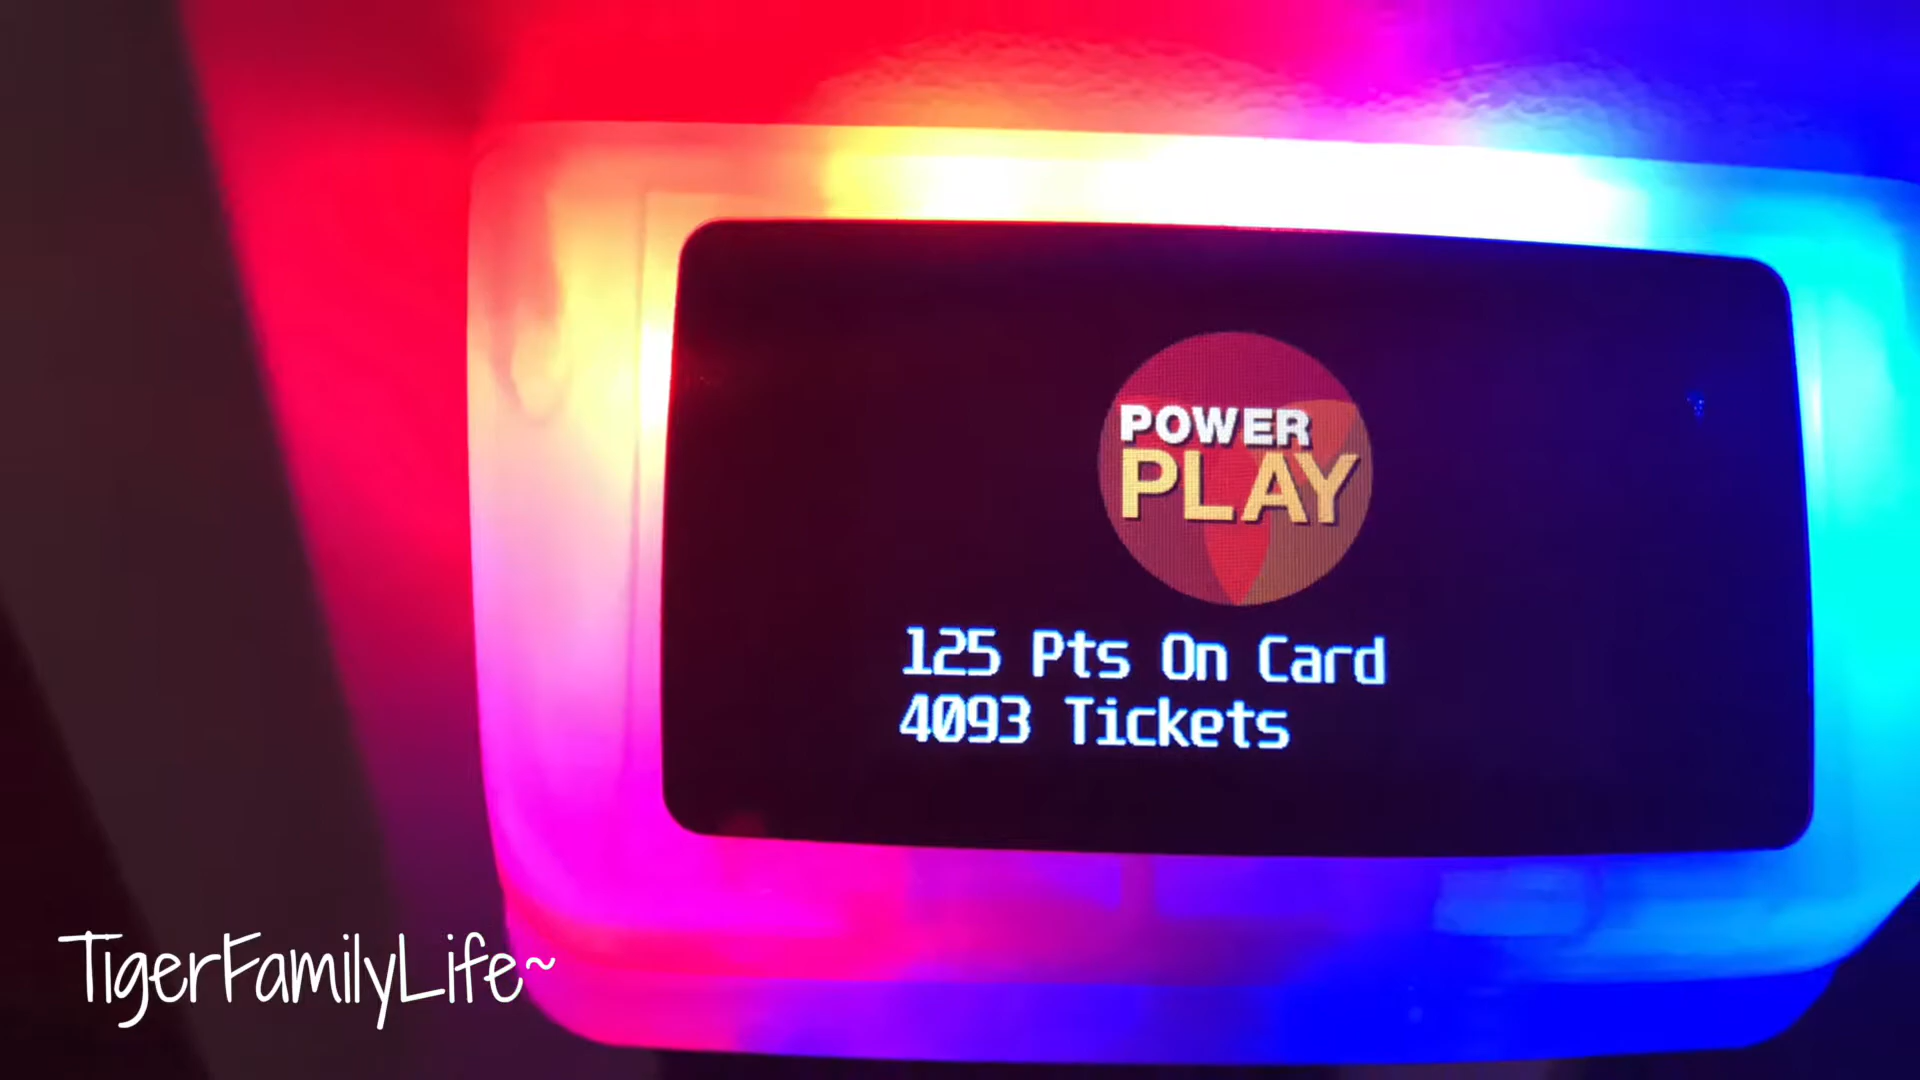 POWER
PLAY
125 Pts On Card
4093 Tickets
TigerFamilyLife~